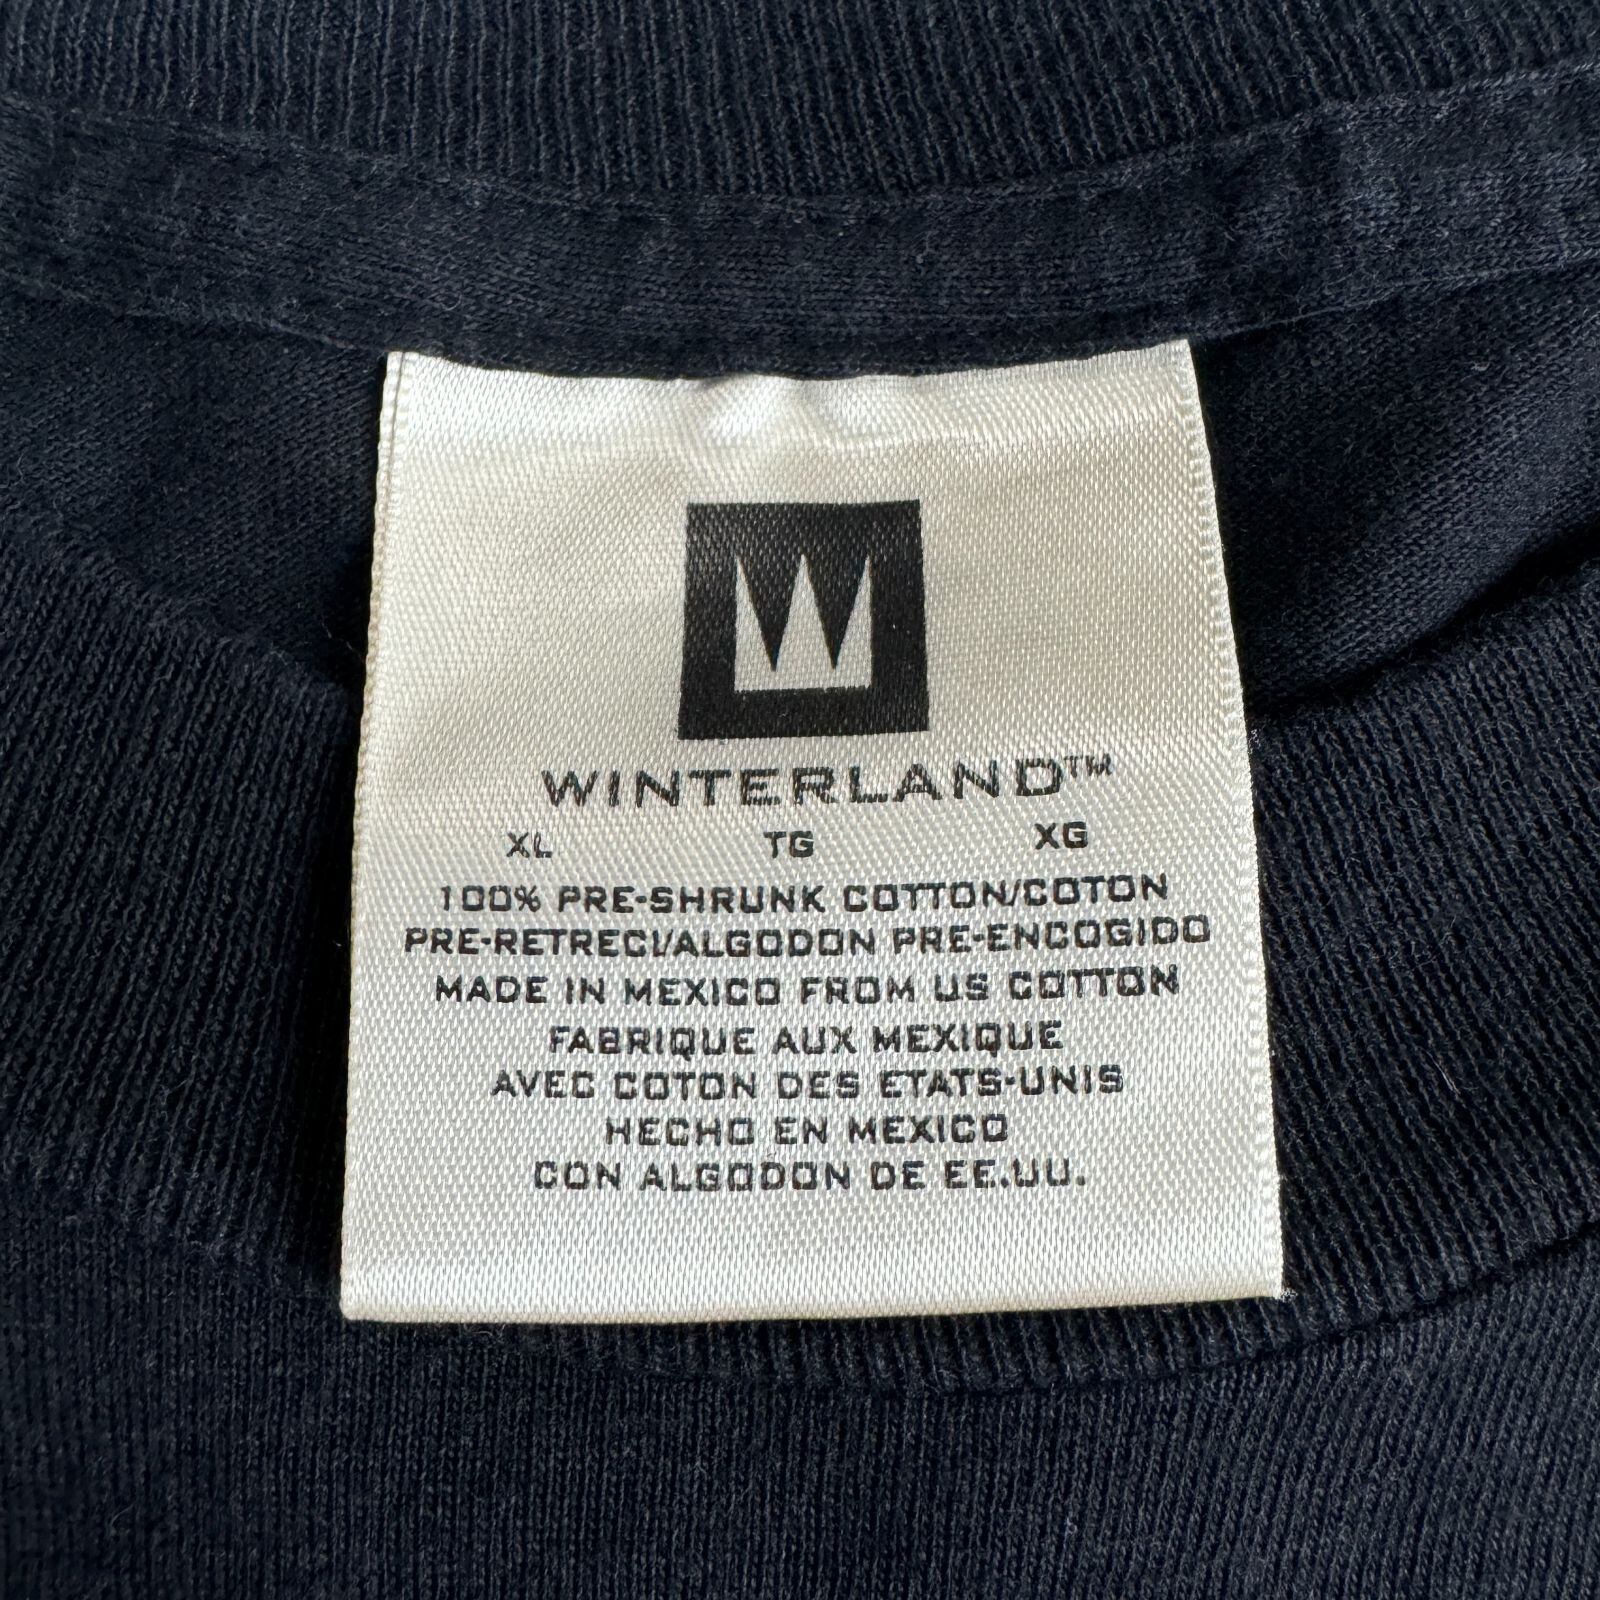 W
WINTERLAND™
XL TG XG
100% PRE-SHRUNK COTTON/COTON
PRE-RETRECI/ALGODON PRE-ENCOGIDO
MADE IN MEXICO FROM US COTTON
FABRIQUE AUX MEXIQUE
AVEC COTON DES ETATS-UNIS
HECHO EN MEXICO
CON ALGODON DE EE.UU.